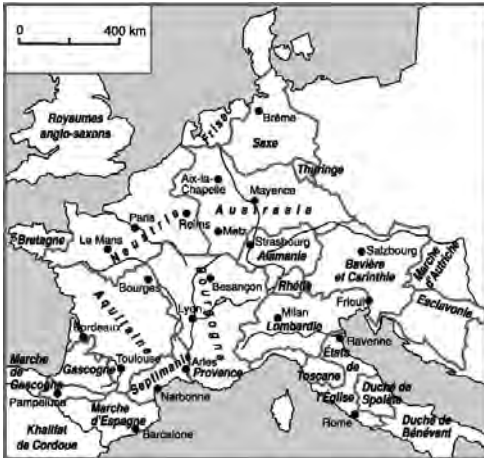 0 400 km
Royaumes
anglo-saxons
Frise
Brême
Saxe
Thuringe
Aix-la-
Chapelle
Mayence
Austrasie
Neustrie
Paris
Reims
Metz
Bretagne
Le Mans
Strasbourg
Alamanie
Salzbourg
Bavière
et Carinthie
Marche
d'Autriche
Bourges
Besançon
Bourgogne
Rhétie
Frioul
Esclavonie
Aquitaine
Lyon
Milan
Lombardie
Bordeaux
Ravenne
Toulouse
Gascogne
Septimanie
Arles
Provence
États
de
l'Eglise
Toscane
Marche
de
Gascogne
Pampelune
Narbonne
Duché de
Spolète
Marche
d'Espagne
Khalifat
de Cordoue
Barcelone
Rome
Duché de
Bénévent